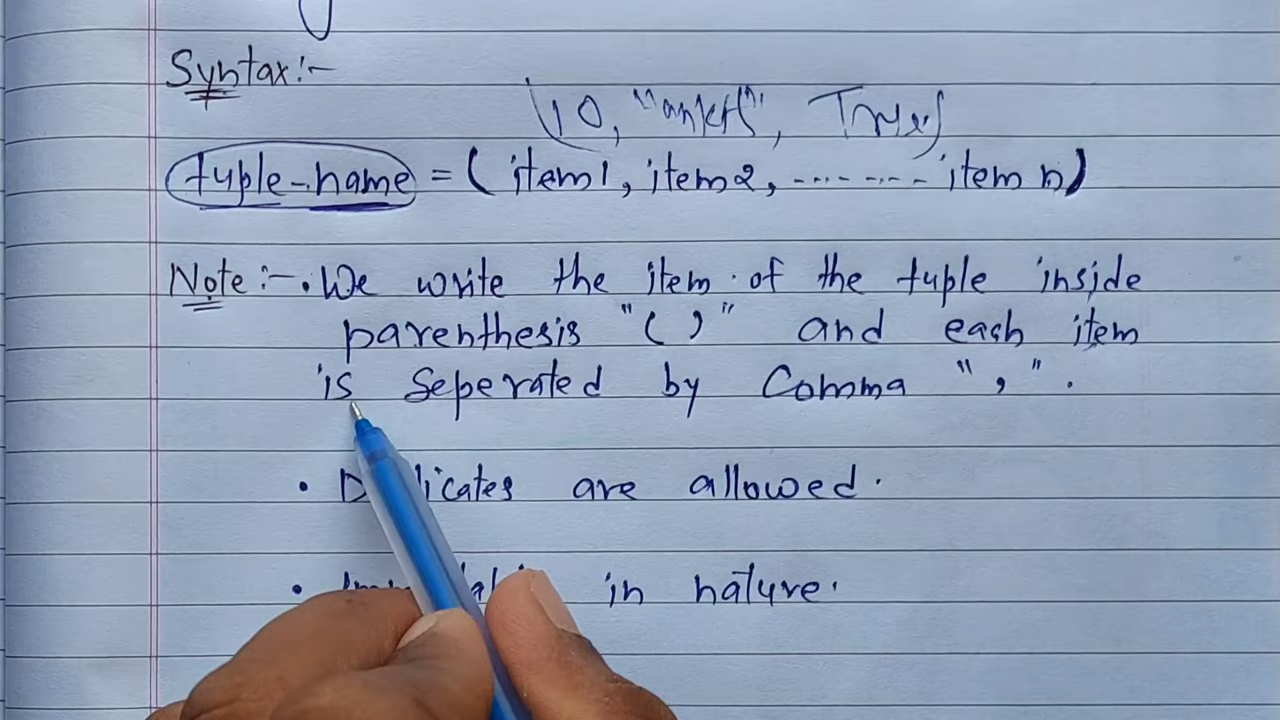 Syntax:-
(10, "ankit", True)
tuple-name = ( item1, item2, ---- --- - item n)
Note :- . We write the item of the tuple inside
parenthesis "( )" and each item
is Seperated by Comma "," .
• are allowed.
• in nature.